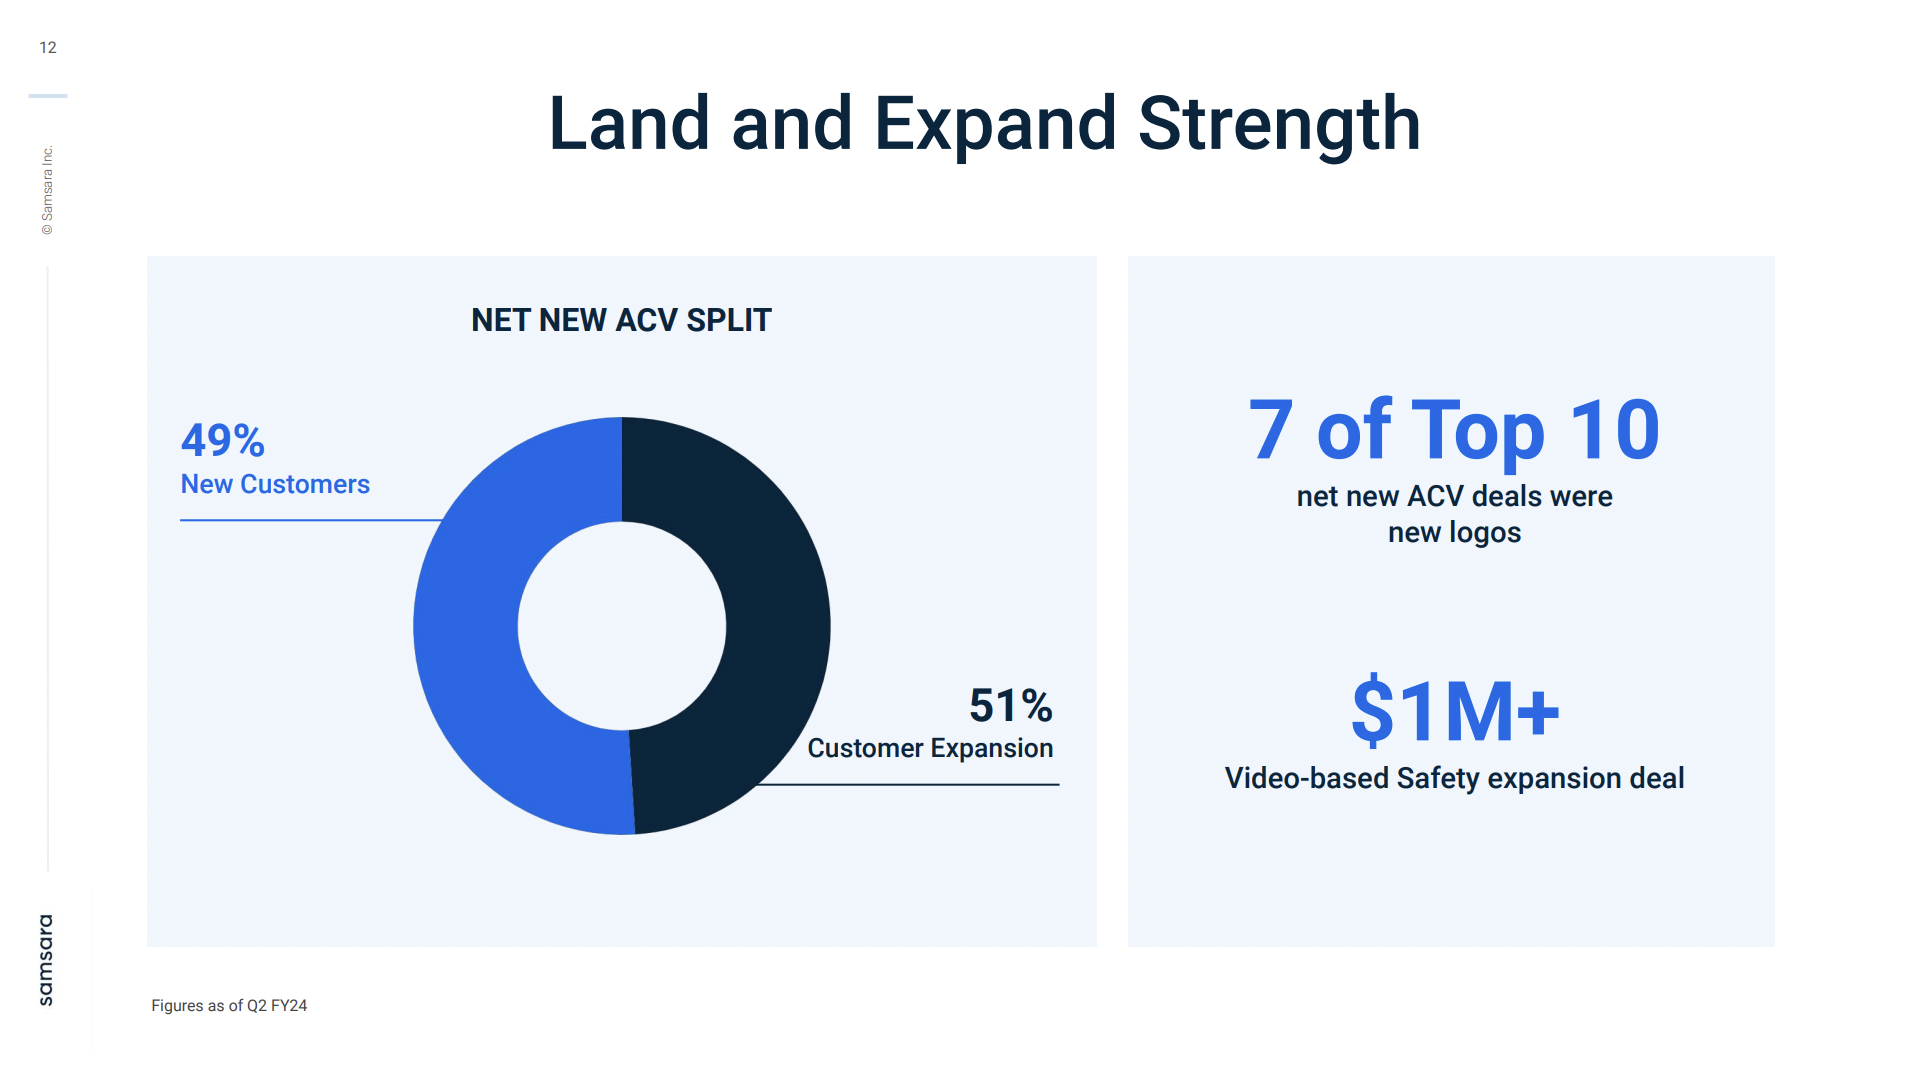 12
© Samsara Inc.
Land and Expand Strength
NET NEW ACV SPLIT
49%
New Customers
51%
Customer Expansion
7 of Top 10
net new ACV deals were
new logos
$1M+
Video-based Safety expansion deal
samsara
Figures as of Q2 FY24